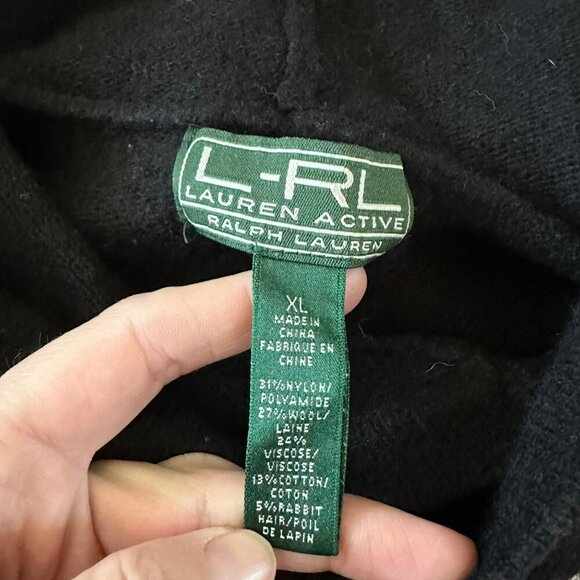 L-RL
LAUREN ACTIVE
RALPH LAUREN
XL
MADE IN
CHINA
FABRIQUE EN
CHINE
31%NYLON/
POLYAMIDE
27%WOOL/
LAINE
24%
VISCOSE/
VISCOSE
13%COTTON/
COTON
5%RABBIT
HAIR/POIL
DE LAPIN